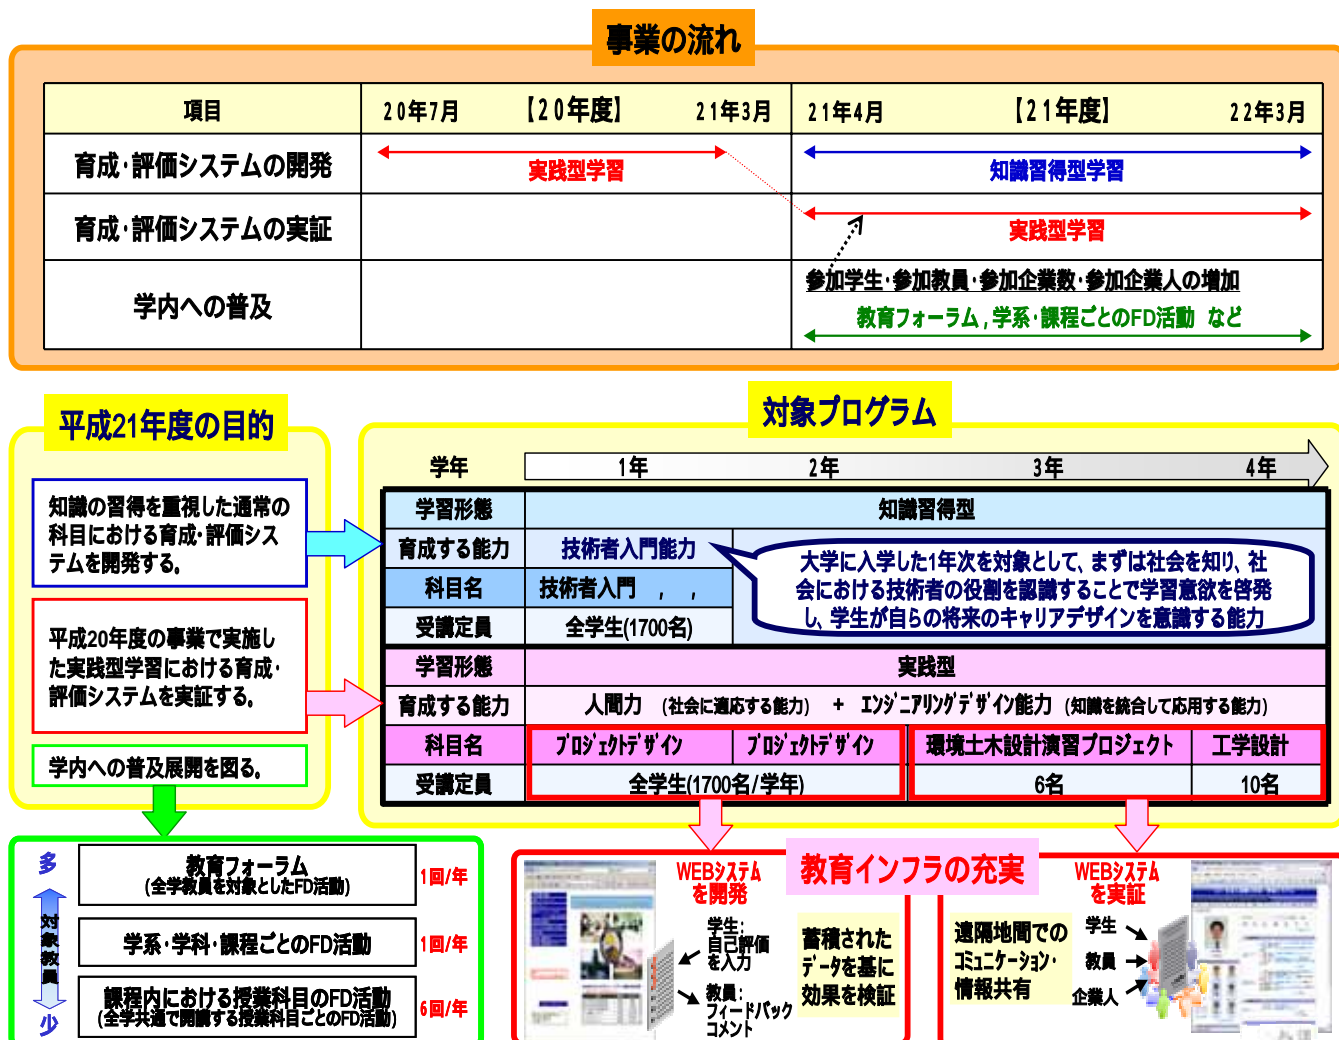 事業の流れ
項目
20年7月 【20年度】 21年3月
21年4月 【21年度】 22年3月
育成・評価システムの開発
実践型学習
知識習得型学習
育成・評価システムの実証
実践型学習
学内への普及
参加学生・参加教員・参加企業数・参加企業人の増加
教育フォーラム,学系・課程ごとのFD活動 など
平成21年度の目的
知識の習得を重視した通常の
科目における育成・評価シス
テムを開発する。
平成20年度の事業で実施し
た実践型学習における育成・
評価システムを実証する。
学内への普及展開を図る。
対象プログラム
学年 1年 2年 3年 4年
学習形態 知識習得型
育成する能力 技術者入門能力
大学に入学した1年次を対象として、まずは社会を知り、社
会における技術者の役割を認識することで学習意欲を啓発
し、学生が自らの将来のキャリアデザインを意識する能力
科目名 技術者入門 , ,
受講定員 全学生(1700名)
学習形態 実践型
育成する能力 人間力 (社会に適応する能力) + エンジニアリングデザイン能力 (知識を統合して応用する能力)
科目名 プロジェクトデザイン プロジェクトデザイン 環境土木設計演習プロジェクト 工学設計
受講定員 全学生(1700名/学年) 6名 10名
多
対象教員
少
教育フォーラム
(全学教員を対象としたFD活動)
1回/年
学系・学科・課程ごとのFD活動
1回/年
課程内における授業科目のFD活動
(全学共通で開講する授業科目ごとのFD活動)
6回/年
教育インフラの充実
WEBシステム
を開発
学生:
自己評価
を入力
教員:
フィードバック
コメント
蓄積された
データを基に
効果を検証
WEBシステム
を実証
遠隔地間での
コミュニケーション・
情報共有
学生
教員
企業人